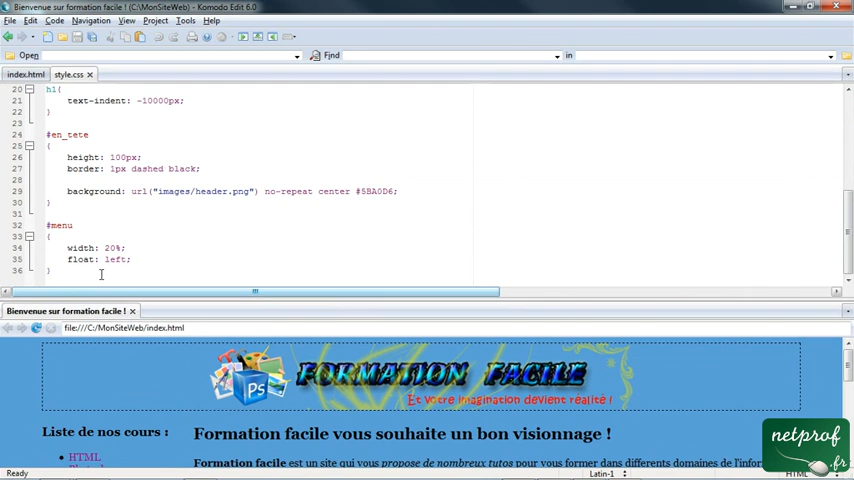 Bienvenue sur formation facile ! (C:\MonSiteWeb) - Komodo Edit 6.0
File Edit Code Navigation View Project Tools Help
Open Find in
index.html style.css
20 h1{
21 text-indent: -10000px;
22 }
23
24 #en_tete
25 {
26 height: 100px;
27 border: 1px dashed black;
28
29 background: url("images/header.png") no-repeat center #5BA0D6;
30 }
31
32 #menu
33 {
34 width: 20%;
35 float: left;
36 }
Bienvenue sur formation facile !
file:///C:/MonSiteWeb/index.html
PS
FORMATION FACILE
Et votre imagination devient réalité !
Liste de nos cours :
Formation facile vous souhaite un bon visionnage !
HTML
Formation facile est un site qui vous propose de nombreux tutos pour vous former dans differents domaines de
netprof
.fr
Ready Latin-1 HTML